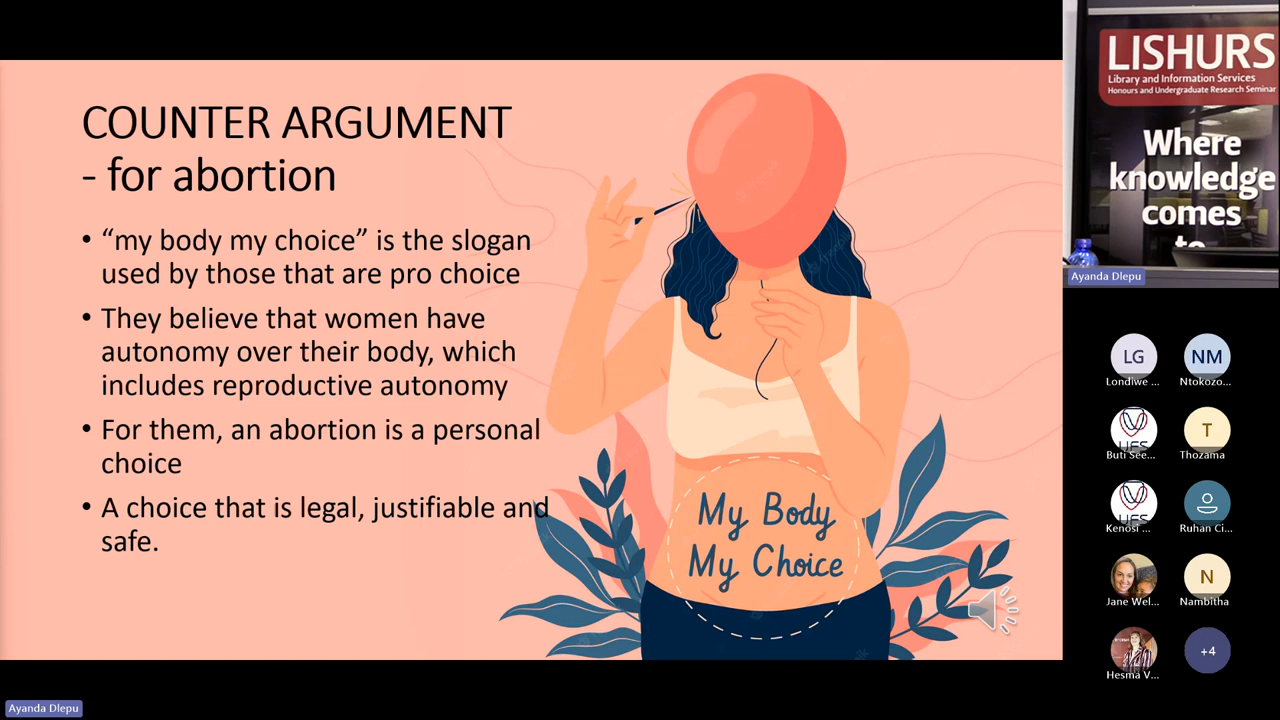 COUNTER ARGUMENT
- for abortion
• “my body my choice” is the slogan
used by those that are pro choice
• They believe that women have
autonomy over their body, which
includes reproductive autonomy
• For them, an abortion is a personal
choice
• A choice that is legal, justifiable and
safe.
My Body
My Choice
LISHURS
Library and Information Services
Honours and Undergraduate Research Seminar
Where
knowledge
comes
to
Ayanda Dlepu
LG
Londiwe ...
NM
Ntokozo...
UFS
Buti See...
T
Thozama
UFS
Kenosi ...
Ruhan Ci...
Jane Wel...
N
Nambitha
Hesma V...
+4
Ayanda Dlepu